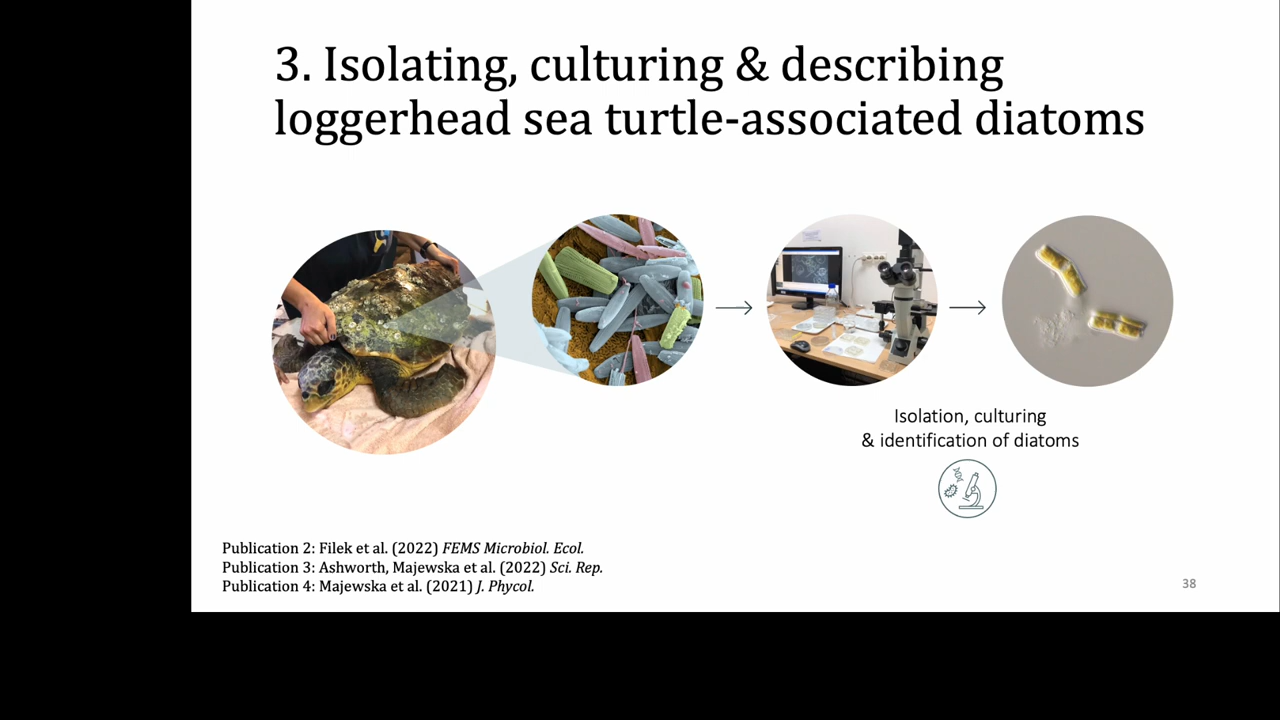 3. Isolating, culturing & describing
loggerhead sea turtle-associated diatoms
Isolation, culturing
& identification of diatoms
Publication 2: Filek et al. (2022) FEMS Microbiol. Ecol.
Publication 3: Ashworth, Majewska et al. (2022) Sci. Rep.
Publication 4: Majewska et al. (2021) J. Phycol.
38